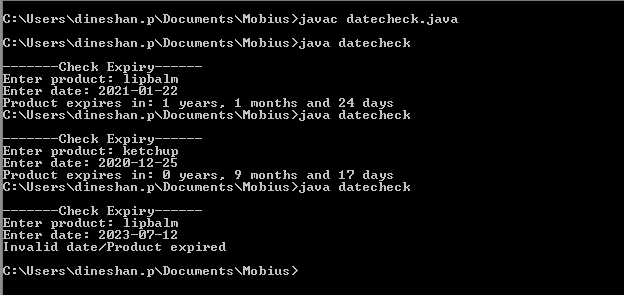 C:\Users\dineshan.p\Documents\Mobius>javac datecheck.java
C:\Users\dineshan.p\Documents\Mobius>java datecheck
-------Check Expiry------
Enter product: lipbalm
Enter date: 2021-01-22
Product expires in: 1 years, 1 months and 24 days
C:\Users\dineshan.p\Documents\Mobius>java datecheck
-------Check Expiry------
Enter product: ketchup
Enter date: 2020-12-25
Product expires in: 0 years, 9 months and 17 days
C:\Users\dineshan.p\Documents\Mobius>java datecheck
-------Check Expiry------
Enter product: lipbalm
Enter date: 2023-07-12
Invalid date/Product expired
C:\Users\dineshan.p\Documents\Mobius>